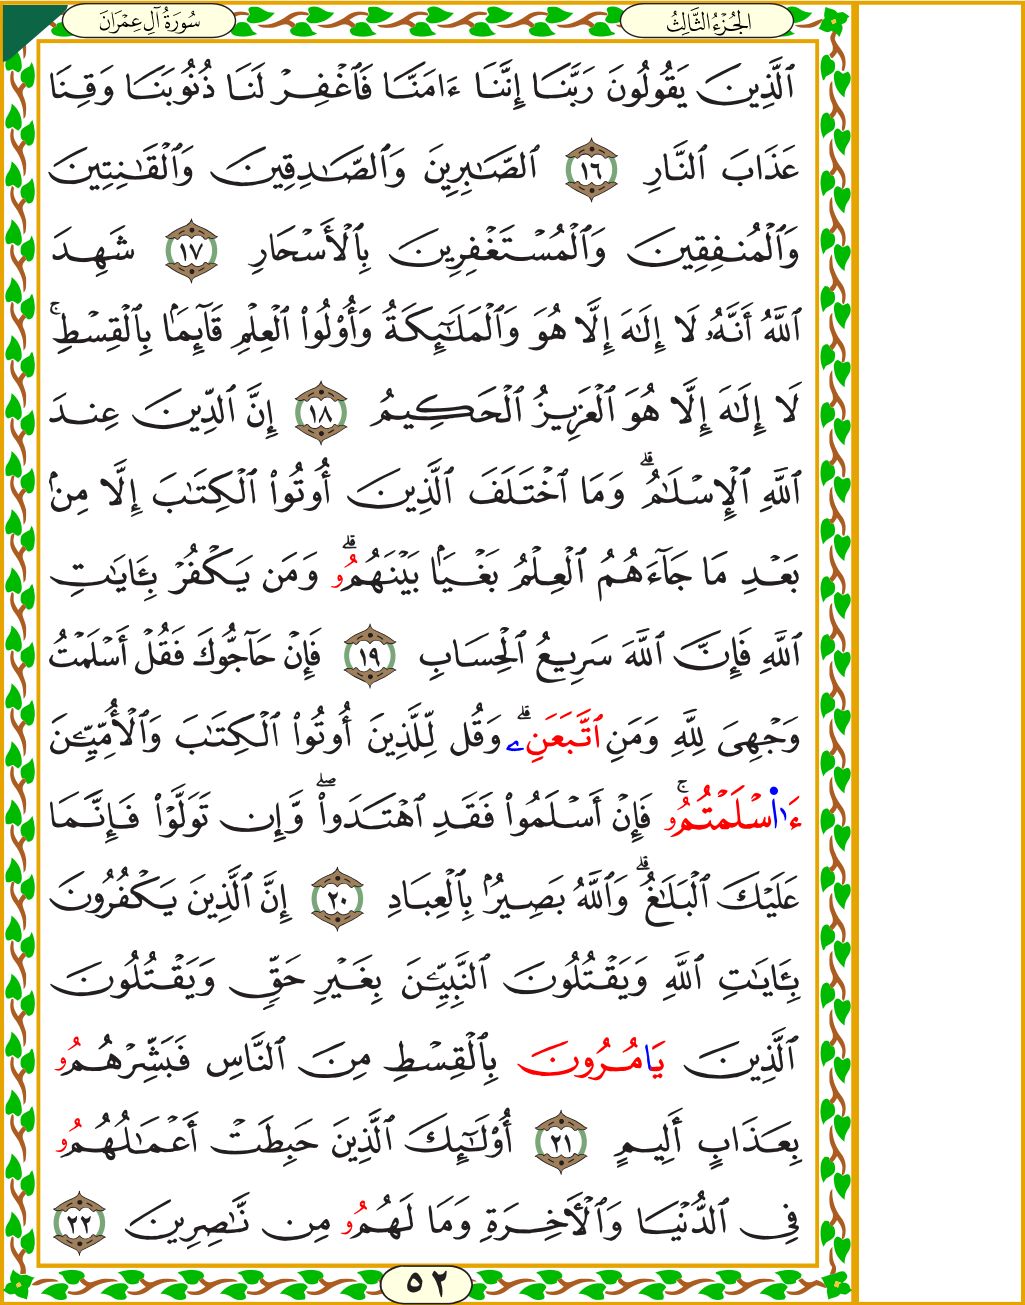 سُورَةُ آلِ عِمْرَان
الجُزْءُ الثَّالِثُ
ٱلَّذِينَ يَقُولُونَ رَبَّنَا إِنَّنَا ءَامَنَّا فَٱغْفِرْ لَنَا ذُنُوبَنَا وَقِنَا
عَذَابَ ٱلنَّارِ ١٦ ٱلصَّـٰبِرِينَ وَٱلصَّـٰدِقِينَ وَٱلْقَـٰنِتِينَ
وَٱلْمُنفِقِينَ وَٱلْمُسْتَغْفِرِينَ بِٱلْأَسْحَارِ ١٧ شَهِدَ
ٱللَّهُ أَنَّهُۥ لَا إِلَـٰهَ إِلَّا هُوَ وَٱلْمَلَـٰٓئِكَةُ وَأُوْلُوا۟ ٱلْعِلْمِ قَآئِمَۢا بِٱلْقِسْطِ ۚ
لَا إِلَـٰهَ إِلَّا هُوَ ٱلْعَزِيزُ ٱلْحَكِيمُ ١٨ إِنَّ ٱلدِّينَ عِندَ
ٱللَّهِ ٱلْإِسْلَـٰمُ ۗ وَمَا ٱخْتَلَفَ ٱلَّذِينَ أُوتُوا۟ ٱلْكِتَـٰبَ إِلَّا مِنۢ
بَعْدِ مَا جَآءَهُمُ ٱلْعِلْمُ بَغْيَۢا بَيْنَهُمُۥ ۗ وَمَن يَكْفُرْ بِـَٔايَـٰتِ
ٱللَّهِ فَإِنَّ ٱللَّهَ سَرِيعُ ٱلْحِسَابِ ١٩ فَإِنْ حَآجُّوكَ فَقُلْ أَسْلَمْتُ
وَجْهِىَ لِلَّهِ وَمَنِ ٱتَّبَعَنِۦ ۗ وَقُل لِّلَّذِينَ أُوتُوا۟ ٱلْكِتَـٰبَ وَٱلْأُمِّيِّـۧنَ
ءَا۬سْلَمْتُمُۥ ۚ فَإِنْ أَسْلَمُوا۟ فَقَدِ ٱهْتَدَوا۟ ۖ وَّإِن تَوَلَّوْا۟ فَإِنَّمَا
عَلَيْكَ ٱلْبَلَـٰغُ ۗ وَٱللَّهُ بَصِيرُۢ بِٱلْعِبَادِ ٢٠ إِنَّ ٱلَّذِينَ يَكْفُرُونَ
بِـَٔايَـٰتِ ٱللَّهِ وَيَقْتُلُونَ ٱلنَّبِيِّـۧنَ بِغَيْرِ حَقٍّ وَيَقْتُلُونَ
ٱلَّذِينَ يَامُرُونَ بِٱلْقِسْطِ مِنَ ٱلنَّاسِ فَبَشِّرْهُمُۥ
بِعَذَابٍ أَلِيمٍ ٢١ أُوْلَـٰٓئِكَ ٱلَّذِينَ حَبِطَتْ أَعْمَـٰلُهُمُۥ
فِى ٱلدُّنْيَا وَٱلْـَٔاخِرَةِ وَمَا لَهُمُۥ مِن نَّـٰصِرِينَ ٢٢
٥٢